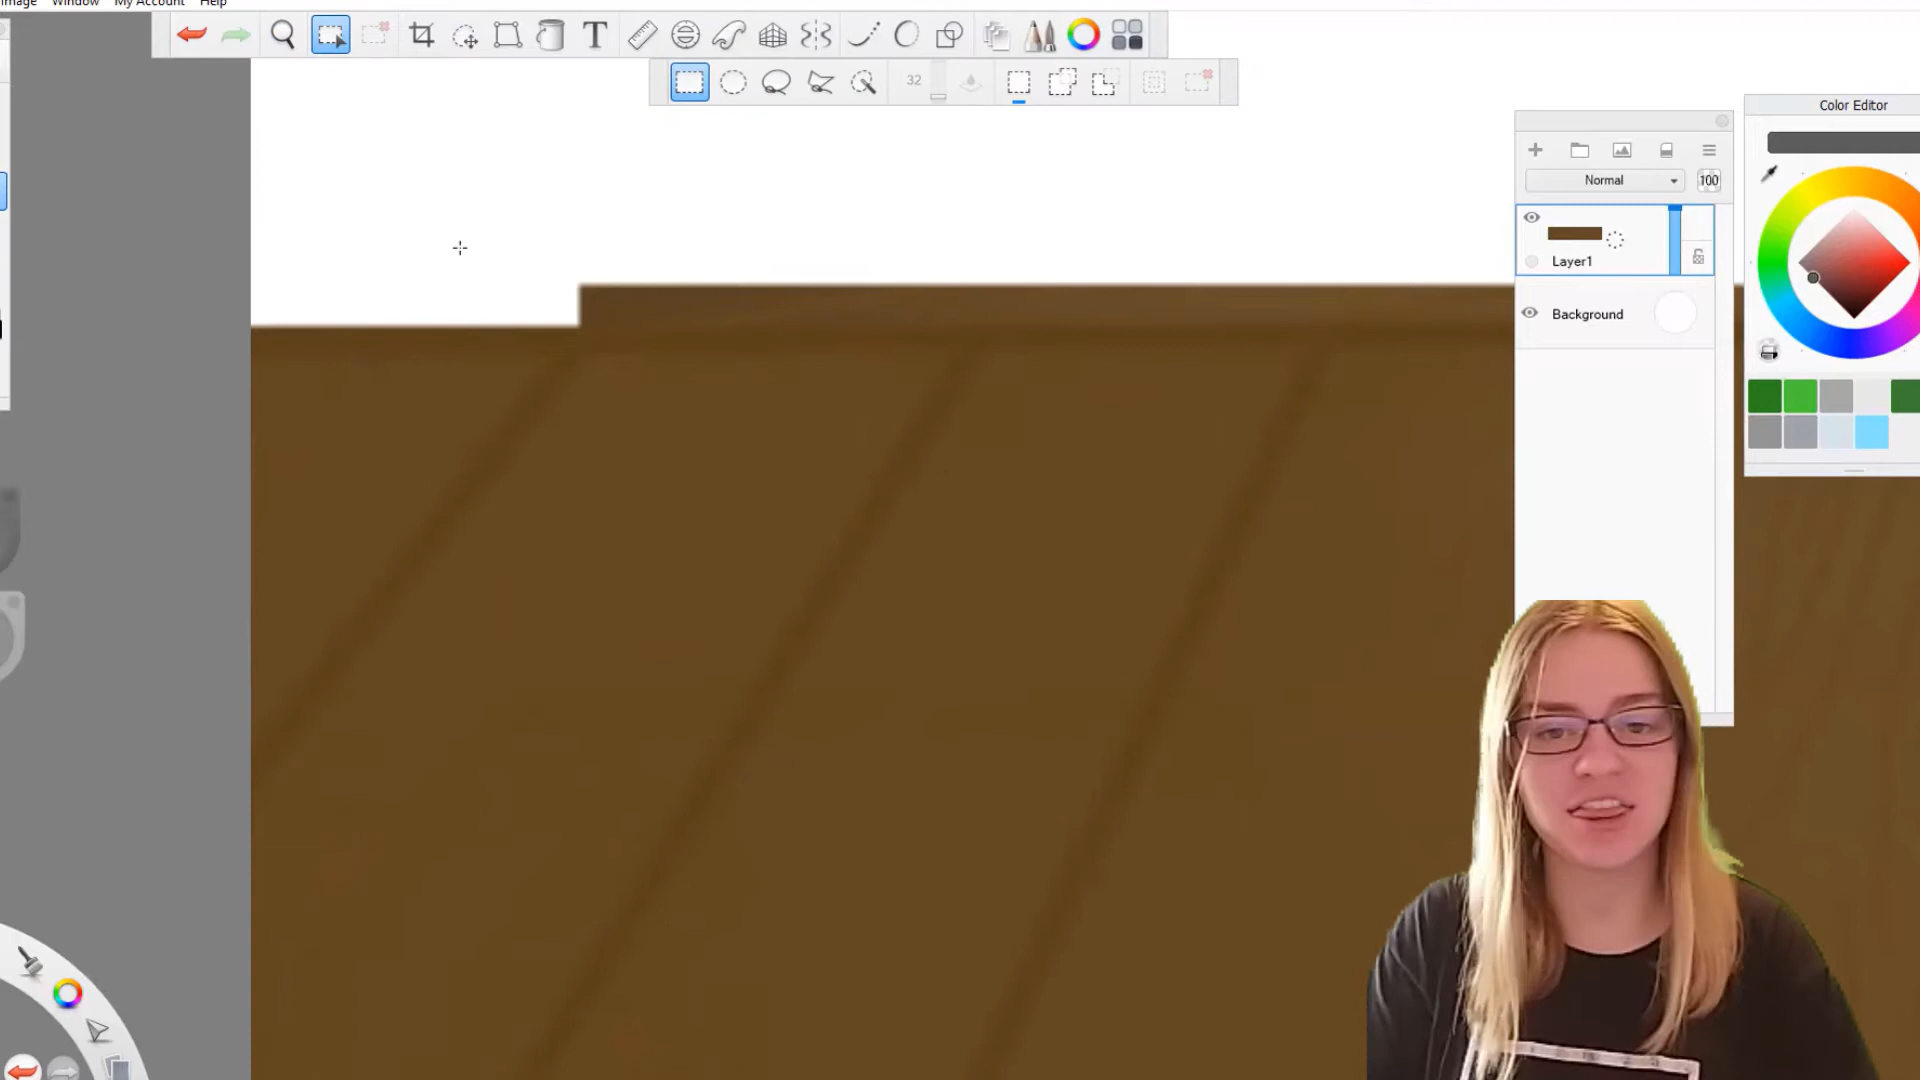 Image Window My Account Help
T
32
Color Editor
Normal 100
Layer1
Background